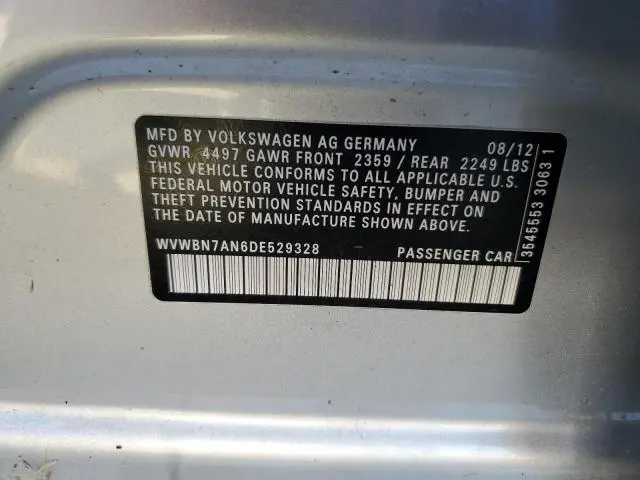 MFD BY VOLKSWAGEN AG GERMANY 08/12
GVWR 4497 GAWR FRONT 2359 / REAR 2249 LBS
THIS VEHICLE CONFORMS TO ALL APPLICABLE U.S.
FEDERAL MOTOR VEHICLE SAFETY, BUMPER AND
THEFT PREVENTION STANDARDS IN EFFECT ON
THE DATE OF MANUFACTURE SHOWN ABOVE.
WVWBN7AN6DE529328 PASSENGER CAR
3545553 30631